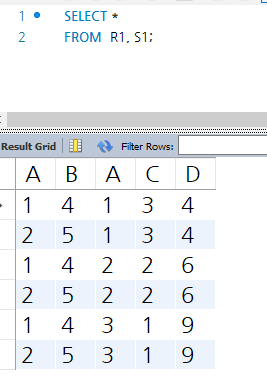 1 SELECT *
2 FROM R1, S1;
Result Grid Filter Rows:
A B A C D
1 4 1 3 4
2 5 1 3 4
1 4 2 2 6
2 5 2 2 6
1 4 3 1 9
2 5 3 1 9